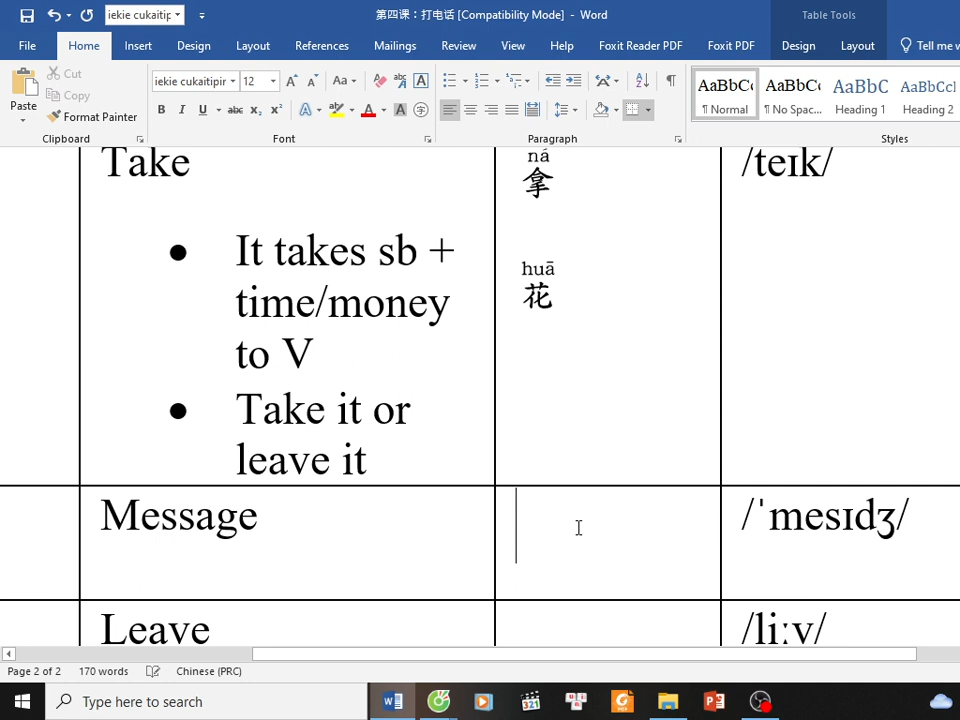 iekie cukaitip
第四课：打电话 [Compatibility Mode] - Word
Table Tools
File Home Insert Design Layout References Mailings Review View Help Foxit Reader PDF Foxit PDF Design Layout Tell me
Paste
Cut
Copy
Format Painter
iekie cukaitipir 12
Clipboard Font Paragraph Styles
AaBbCc AaBbCc AaBbC AaBbCcl
¶ Normal ¶ No Spac... Heading 1 Heading 2
Take ná /teɪk/
拿
• It takes sb +
time/money
to V
huā
花
• Take it or
leave it
Message /ˈmesɪdʒ/
Leave /liːv/
Page 2 of 2 170 words Chinese (PRC)
Type here to search
321